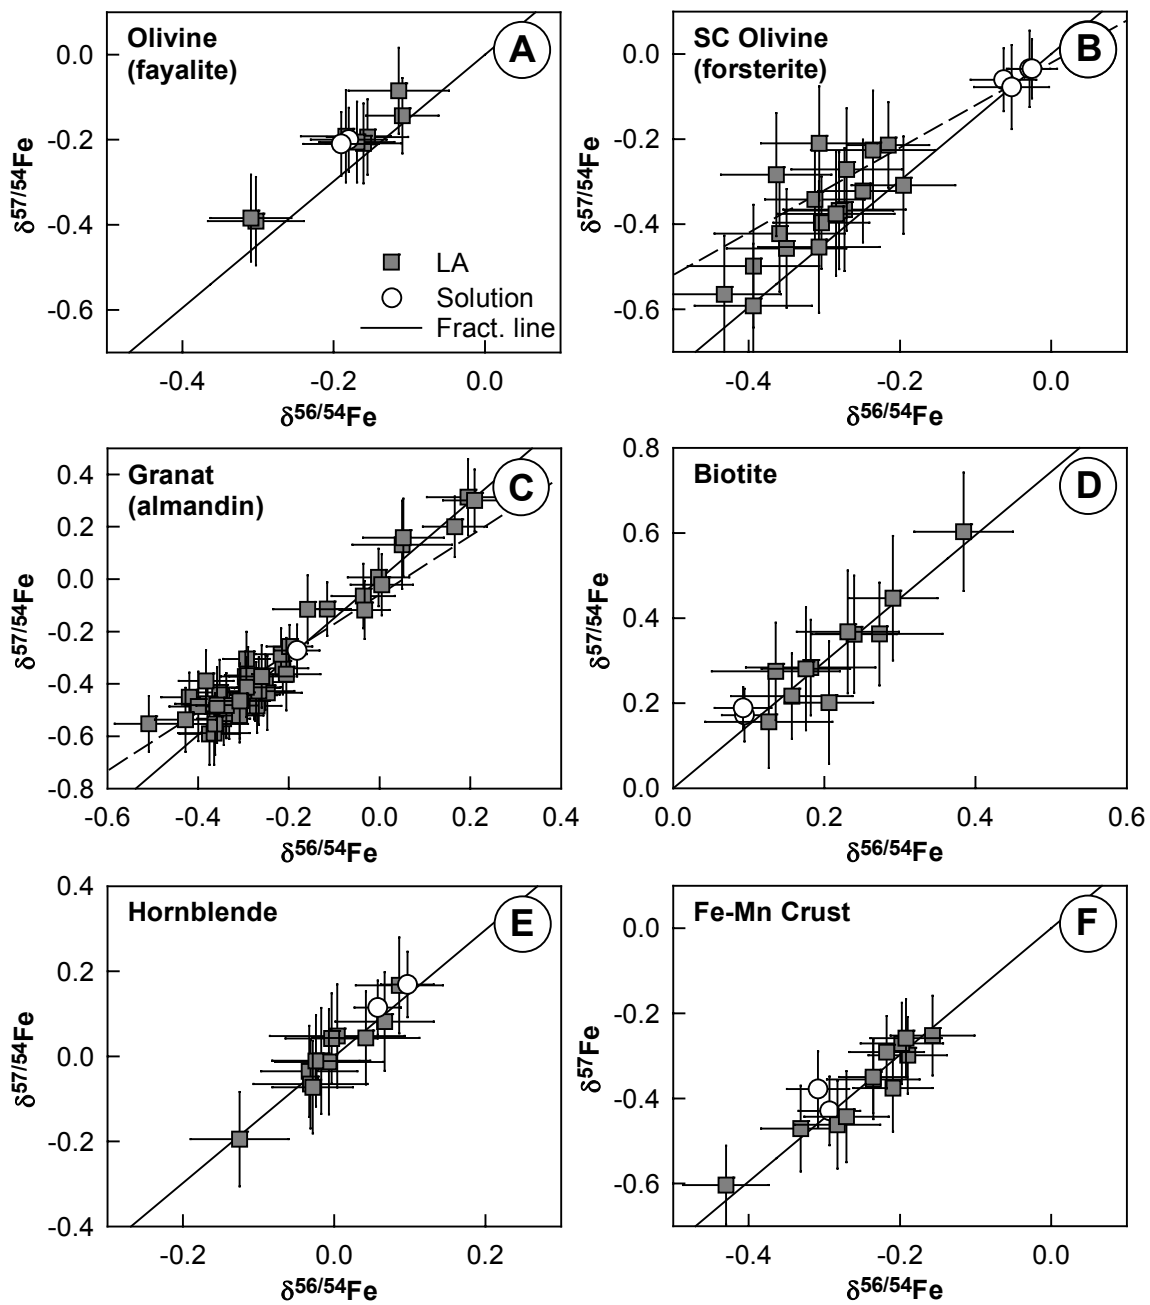 Olivine
(fayalite)
A
0.0
-0.2
-0.4
-0.6
δ57/54Fe
LA
Solution
Fract. line
-0.4 -0.2 0.0
δ56/54Fe
SC Olivine
(forsterite)
B
0.0
-0.2
-0.4
-0.6
δ57/54Fe
-0.4 -0.2 0.0
δ56/54Fe
Granat
(almandin)
C
0.4
0.2
0.0
-0.2
-0.4
-0.6
-0.8
δ57/54Fe
-0.6 -0.4 -0.2 0.0 0.2 0.4
δ56/54Fe
Biotite
D
0.8
0.6
0.4
0.2
0.0
δ57/54Fe
0.0 0.2 0.4 0.6
δ56/54Fe
Hornblende
E
0.4
0.2
0.0
-0.2
-0.4
δ57/54Fe
-0.2 0.0 0.2
δ56/54Fe
Fe-Mn Crust
F
0.0
-0.2
-0.4
-0.6
δ57Fe
-0.4 -0.2 0.0
δ56/54Fe